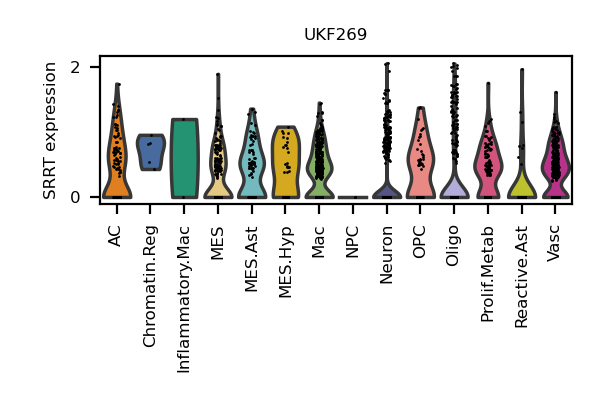 UKF269
SRRT expression
2
0
AC
Chromatin.Reg
Inflammatory.Mac
MES
MES.Ast
MES.Hyp
Mac
NPC
Neuron
OPC
Oligo
Prolif.Metab
Reactive.Ast
Vasc